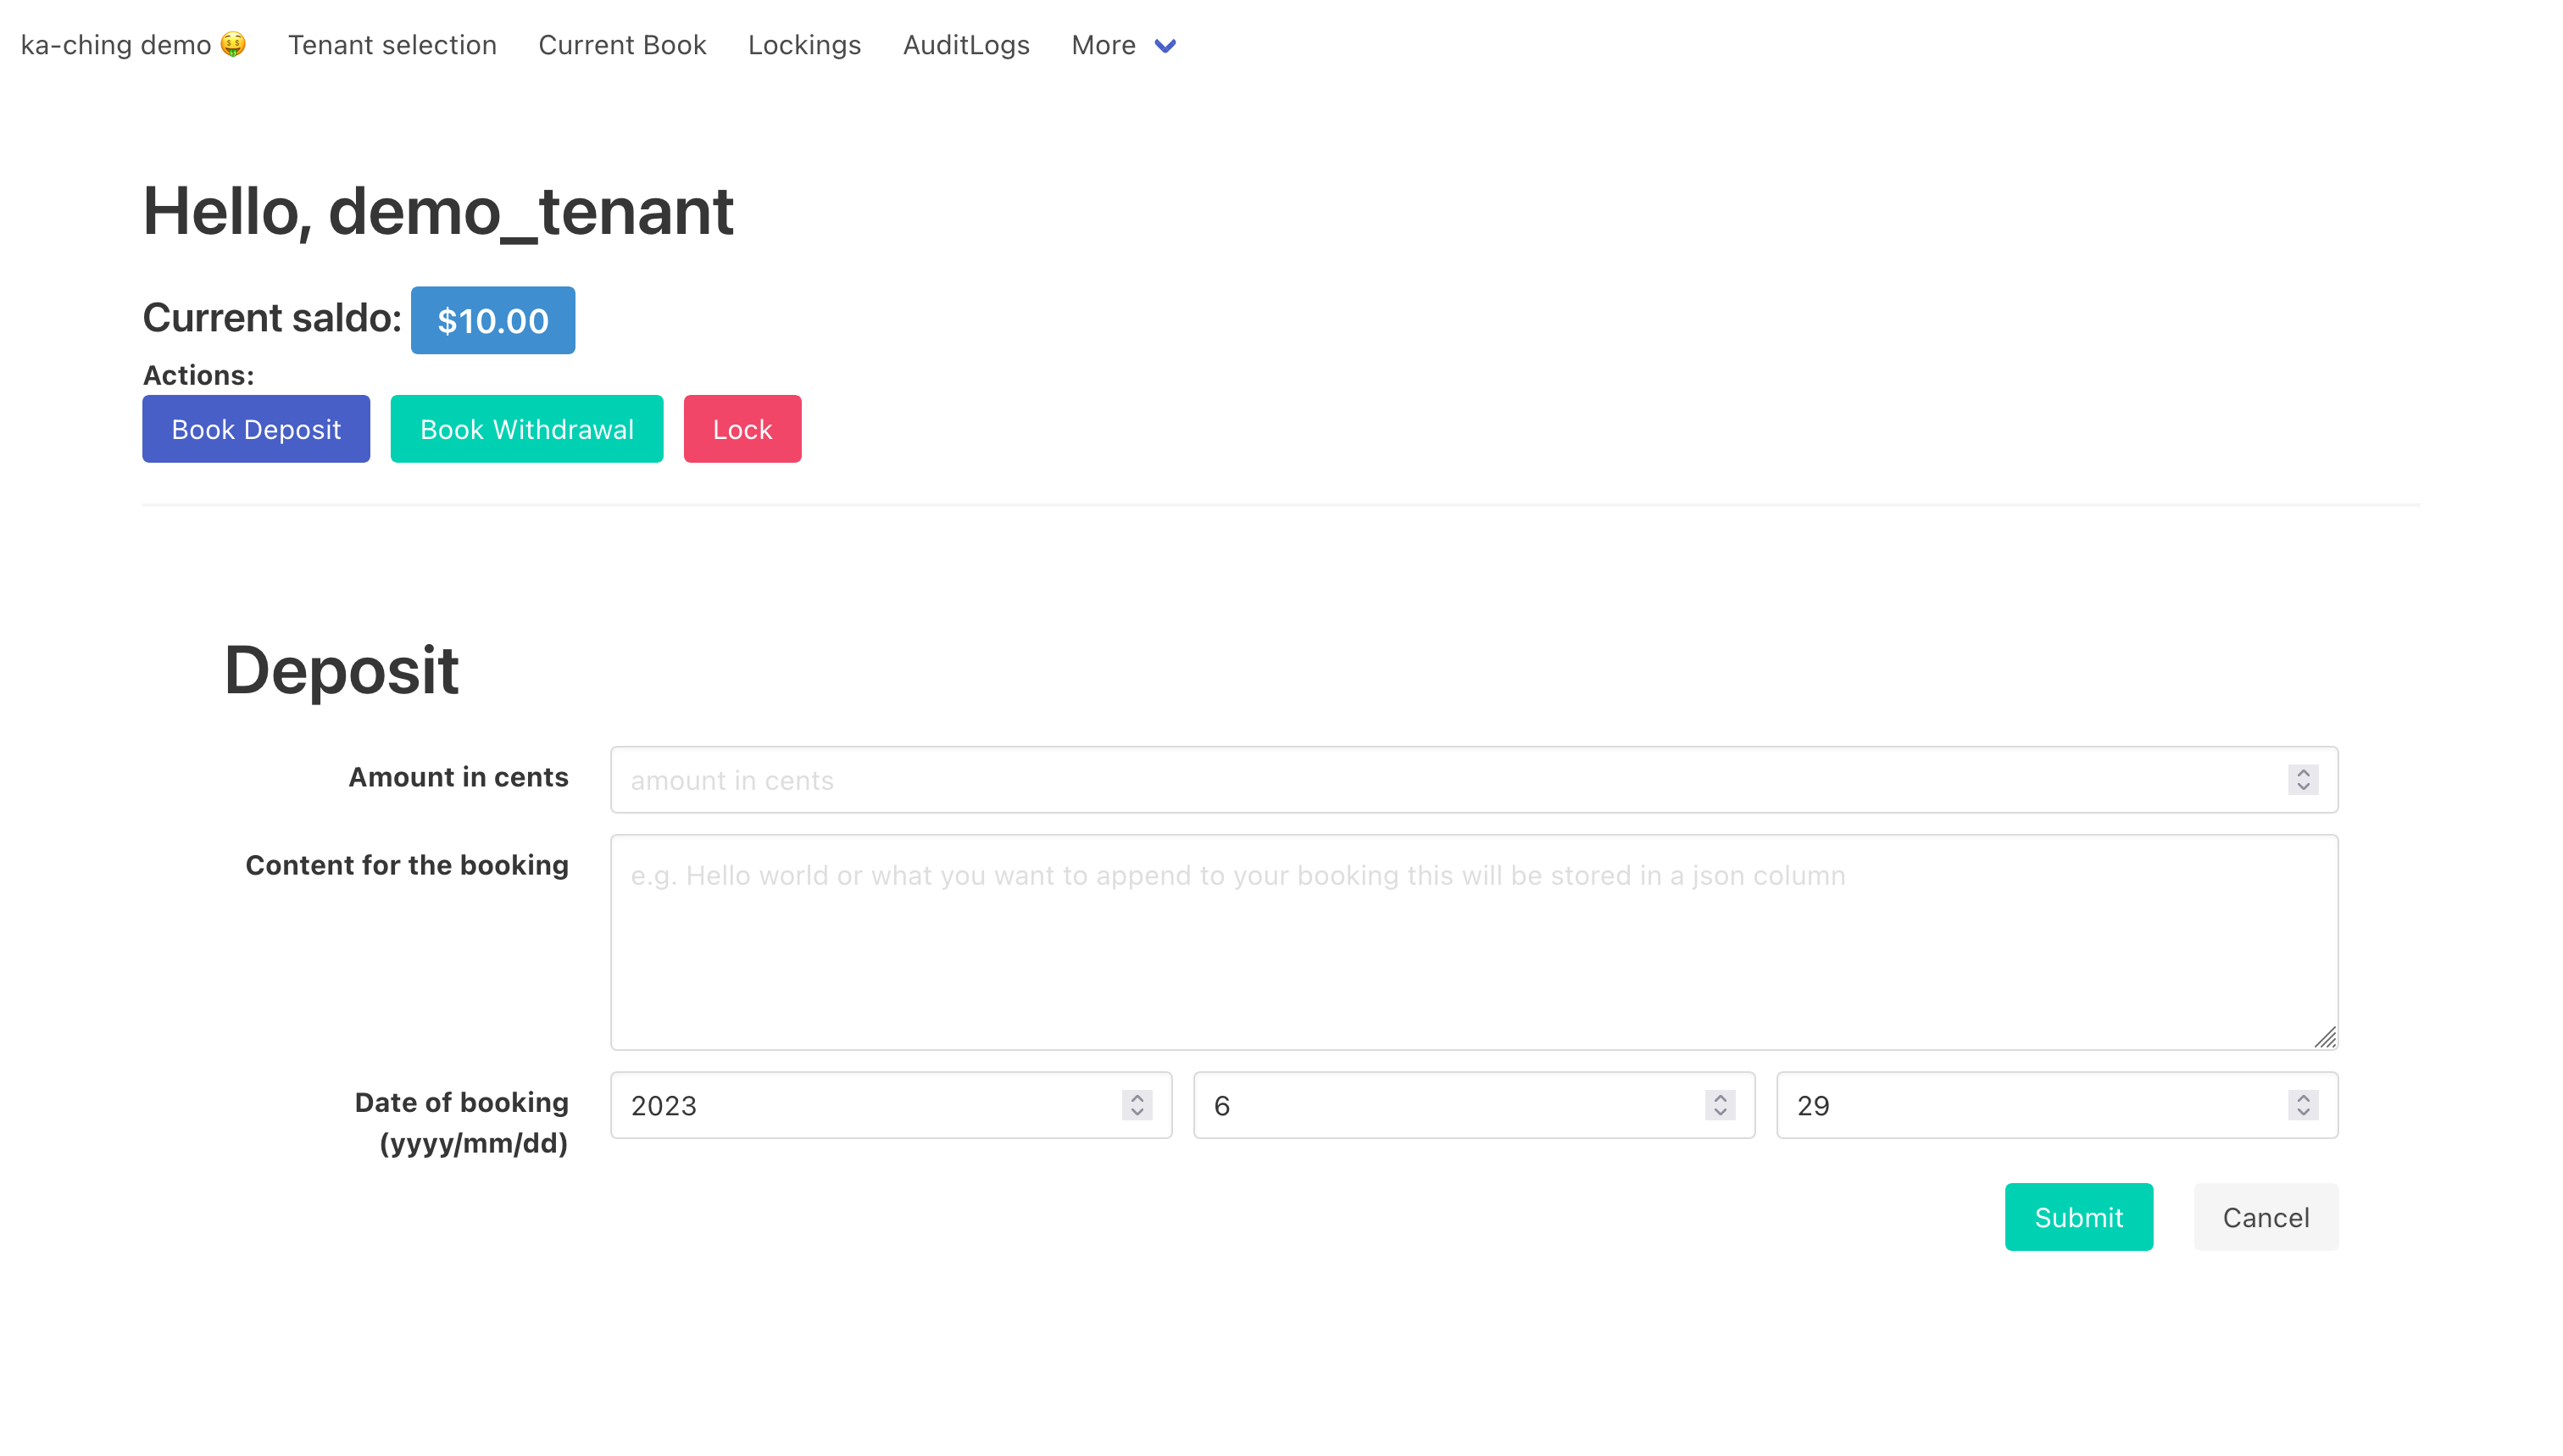 ka-ching demo 🤑 Tenant selection Current Book Lockings AuditLogs More
Hello, demo_tenant
Current saldo: $10.00
Actions:
Book Deposit Book Withdrawal Lock
Deposit
Amount in cents amount in cents
Content for the booking e.g. Hello world or what you want to append to your booking this will be stored in a json column
Date of booking 2023 6 29
(yyyy/mm/dd)
Submit Cancel